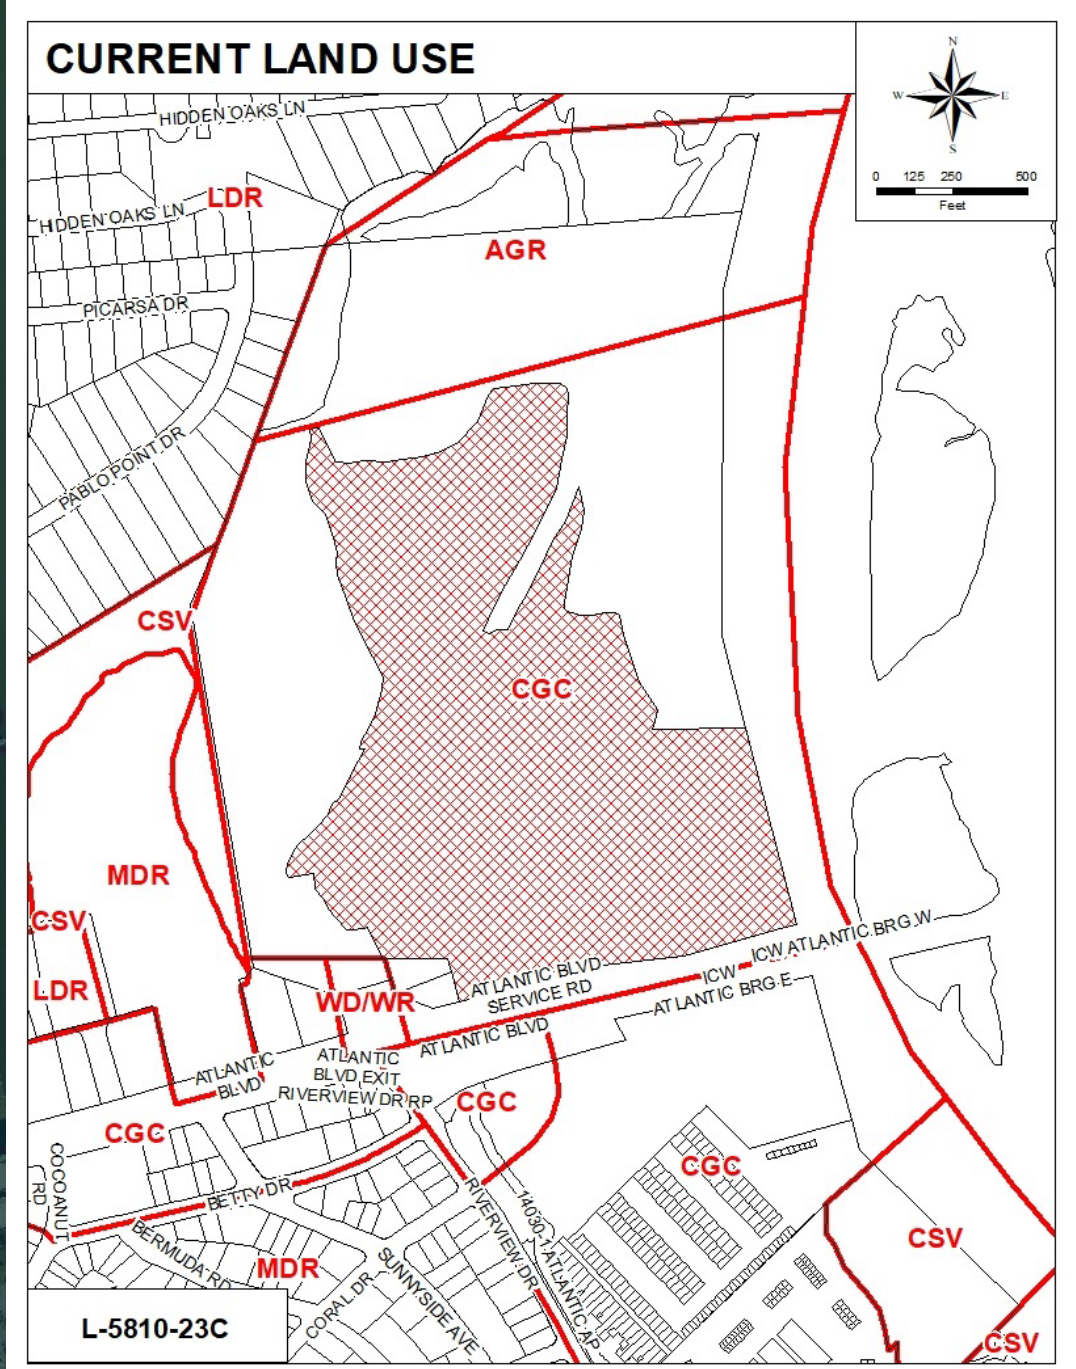 CURRENT LAND USE
N
W
E
S
0 125 250 500
Feet
HIDDEN OAKS LN
LDR
HIDDEN OAKS LN
AGR
PICARSA DR
PABLO POINT DR
CSV
CGC
MDR
CSV
LDR
WD/WR
ATLANTIC BLVD
SERVICE RD
ICW
ICW ATLANTIC BRG W
ATLANTIC BRG E
ATLANTIC BLVD
ATLANTIC
BLVD
ATLANTIC
BLVD EXIT
RIVERVIEW DR RP
CGC
CGC
CGC
COCOANUT
RD
BETTY DR
BERMUDA RD
MDR
CORAL DR
SUNNYSIDE AVE
RIVERVIEW DR
14030-1 ATLANTIC AP
CSV
CSV
L-5810-23C